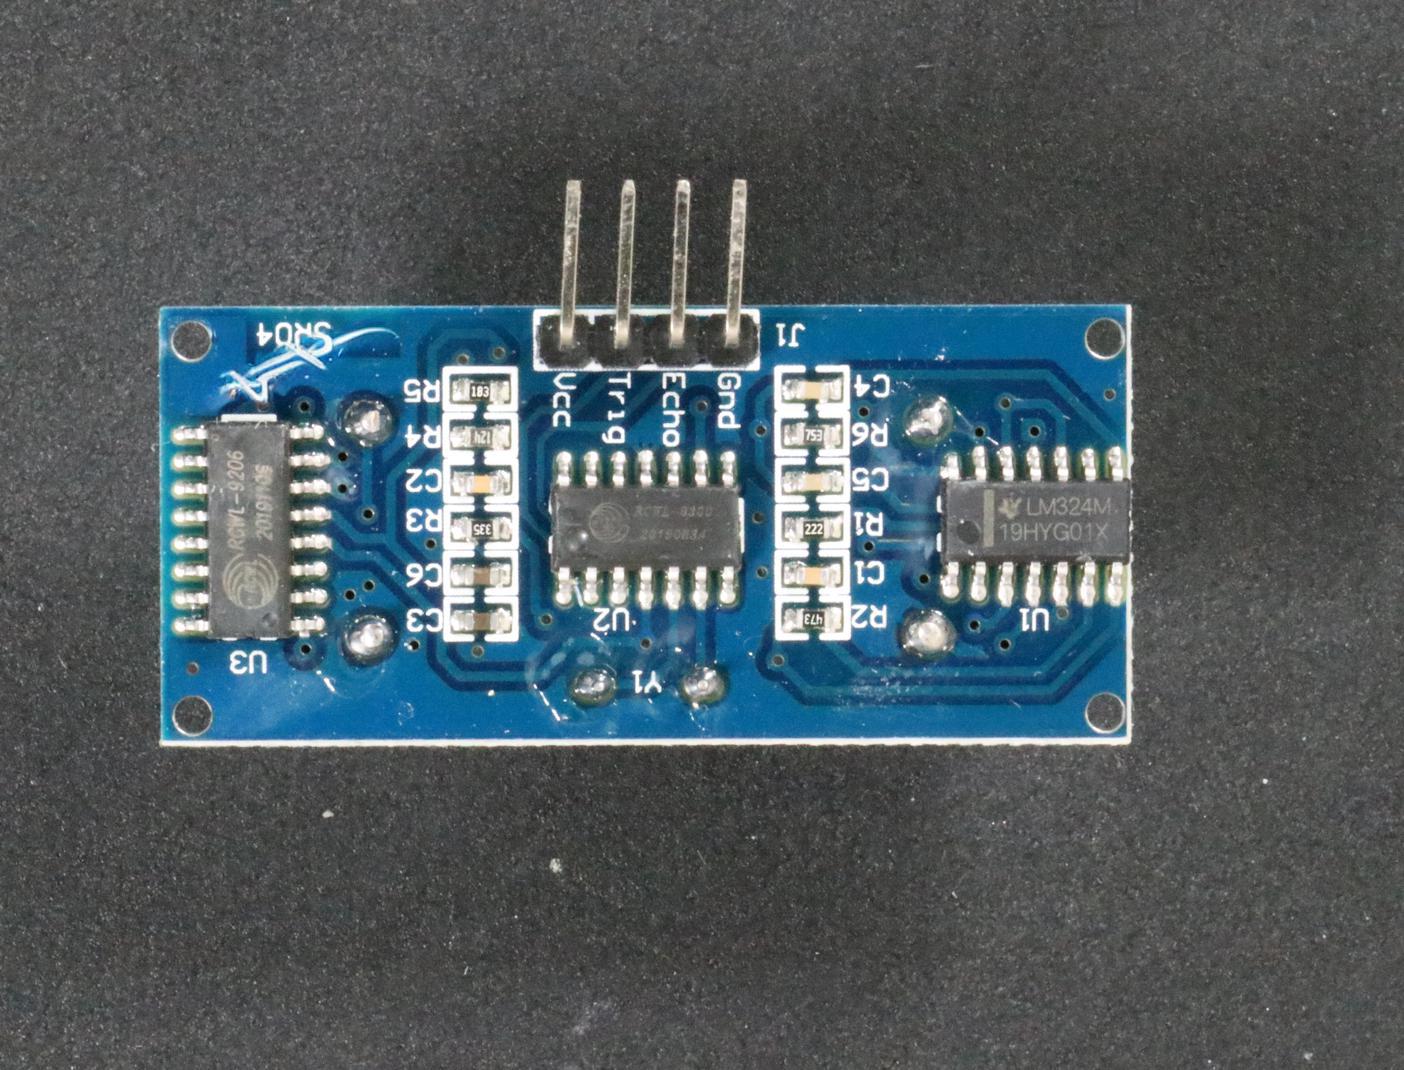 SR04
J1
Vcc
Trig
Echo
Gnd
R5
183
R4
124
C2
R3
335
C6
C3
C4
R6
753
C5
R1
222
C1
R2
473
RCWL-9206
U3
U2
Y1
LM324M
19HYG01X
U1